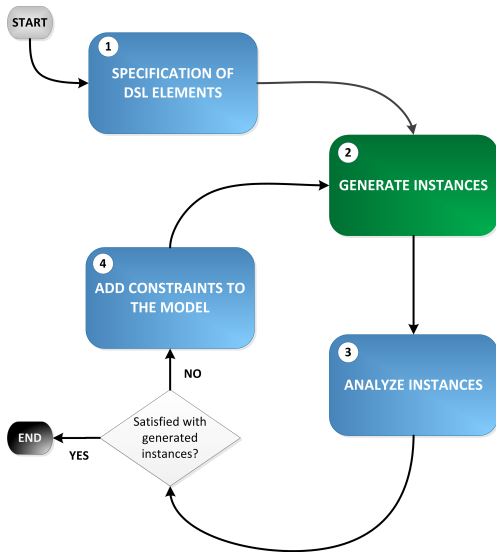 START
1
SPECIFICATION OF
DSL ELEMENTS
2
GENERATE INSTANCES
4
ADD CONSTRAINTS TO
THE MODEL
3
ANALYZE INSTANCES
NO
Satisfied with
generated
instances?
END
YES